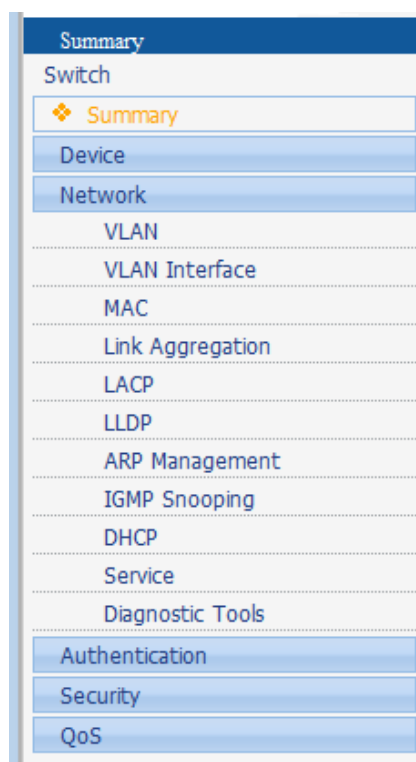 Summary
Switch
Summary
Device
Network
VLAN
VLAN Interface
MAC
Link Aggregation
LACP
LLDP
ARP Management
IGMP Snooping
DHCP
Service
Diagnostic Tools
Authentication
Security
QoS